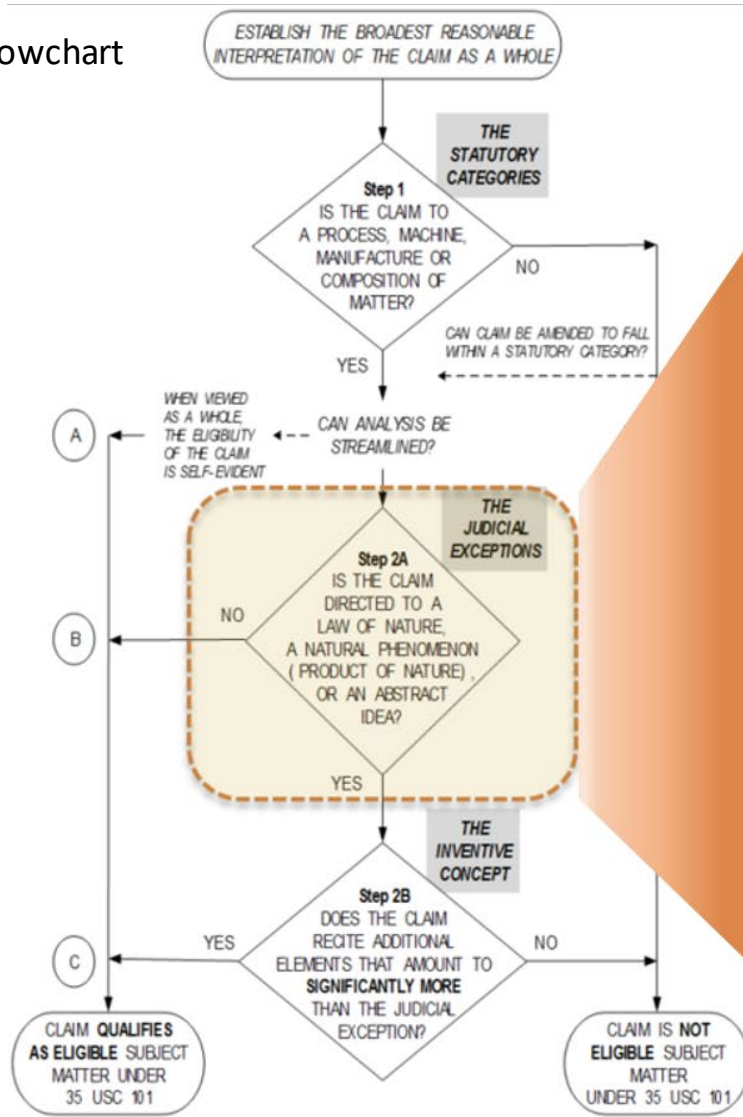 owchart
ESTABLISH THE BROADEST REASONABLE
INTERPRETATION OF THE CLAIM AS A WHOLE
THE
STATUTORY
CATEGORIES
Step 1
IS THE CLAIM TO
A PROCESS, MACHINE,
MANUFACTURE OR
COMPOSITION OF
MATTER?
NO
CAN CLAIM BE AMENDED TO FALL
WITHIN A STATUTORY CATEGORY?
YES
WHEN VIEWED
AS A WHOLE,
THE ELIGIBILITY
OF THE CLAIM
IS SELF-EVIDENT
A
CAN ANALYSIS BE
STREAMLINED?
THE
JUDICIAL
EXCEPTIONS
Step 2A
IS THE CLAIM
DIRECTED TO A
LAW OF NATURE,
A NATURAL PHENOMENON
( PRODUCT OF NATURE) ,
OR AN ABSTRACT
IDEA?
NO
B
YES
THE
INVENTIVE
CONCEPT
Step 2B
DOES THE CLAIM
RECITE ADDITIONAL
ELEMENTS THAT AMOUNT TO
SIGNIFICANTLY MORE
THAN THE JUDICIAL
EXCEPTION?
YES
NO
C
CLAIM QUALIFIES
AS ELIGIBLE SUBJECT
MATTER UNDER
35 USC 101
CLAIM IS NOT
ELIGIBLE SUBJECT
MATTER
UNDER 35 USC 101